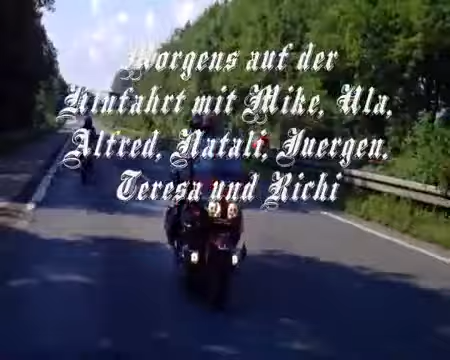 Morgens auf der
Hinfahrt mit Mike, Ula,
Alfred, Natali, Juergen,
Teresa und Richi